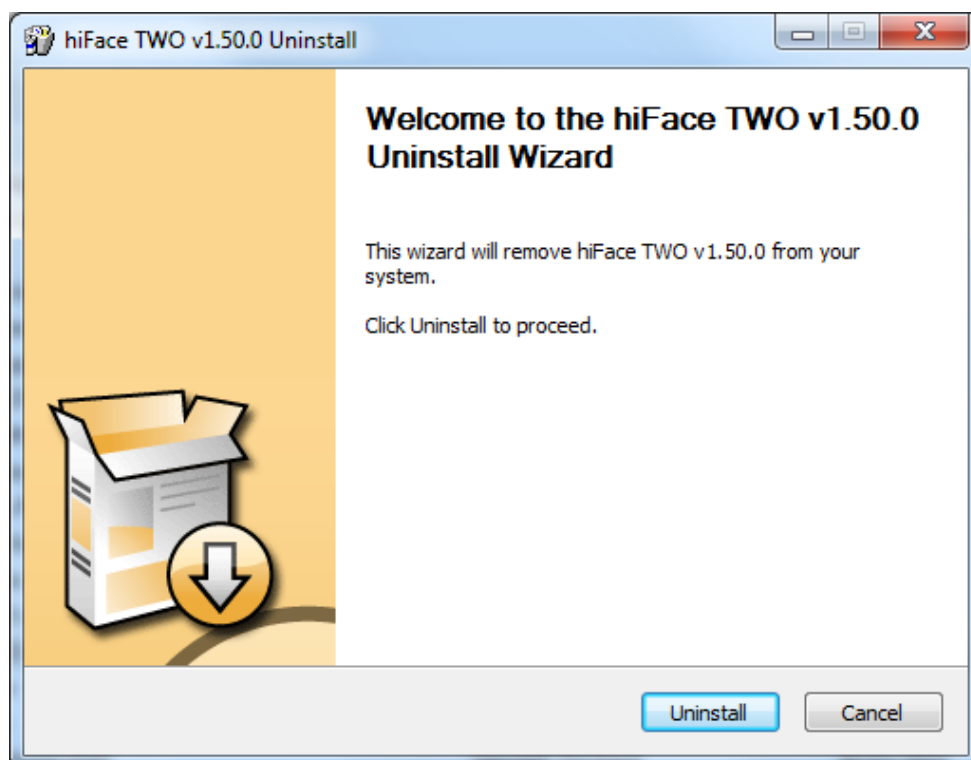 hiFace TWO v1.50.0 Uninstall
Welcome to the hiFace TWO v1.50.0
Uninstall Wizard
This wizard will remove hiFace TWO v1.50.0 from your
system.
Click Uninstall to proceed.
Uninstall
Cancel